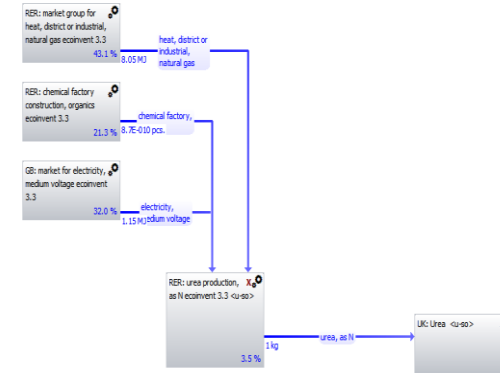 RER: market group for
heat, district or industrial,
natural gas ecoinvent 3.3
43.1 %
8.05 MJ
heat, district or
industrial,
natural gas
RER: chemical factory
construction, organics
ecoinvent 3.3
21.3 %
8.7E-010 pcs.
chemical factory,
GB: market for electricity,
medium voltage ecoinvent
3.3
32.0 %
1.15 MJ
electricity,
medium voltage
RER: urea production, X
as N ecoinvent 3.3 <u-so>
3.5 %
1 kg
urea, as N
UK: Urea <u-so>